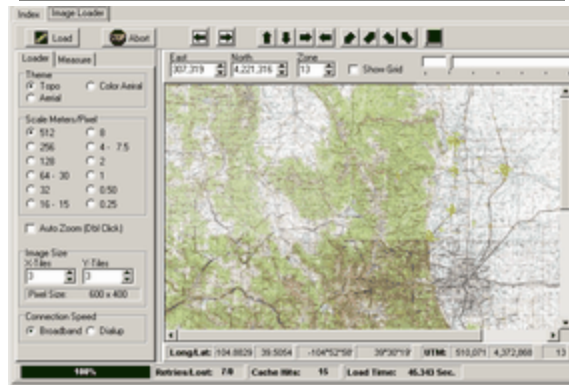 Index Image Loader
Load Abort
Loader Measure
East North Zone
307,319 4,221,316 13 Show Grid
Theme
Topo Color Aeiral
Aerial
Scale Meters/Pixel
512 8
256 4 - 7.5
128 2
64 - 30 1
32 0.50
16 - 15 0.25
Auto Zoom (Dbl Click)
Image Size
X-Tiles Y-Tiles
3 3
Pixel Size: 600 x 400
Connection Speed
Broadband Dialup
Long/Lat: 104.8829 39.5054 -104°52'58' 39°30'19' UTM: 510,071 4,372,868 13
100% Retries/Lost: 7/0 Cache Hits: 15 Load Time: 46.343 Sec.